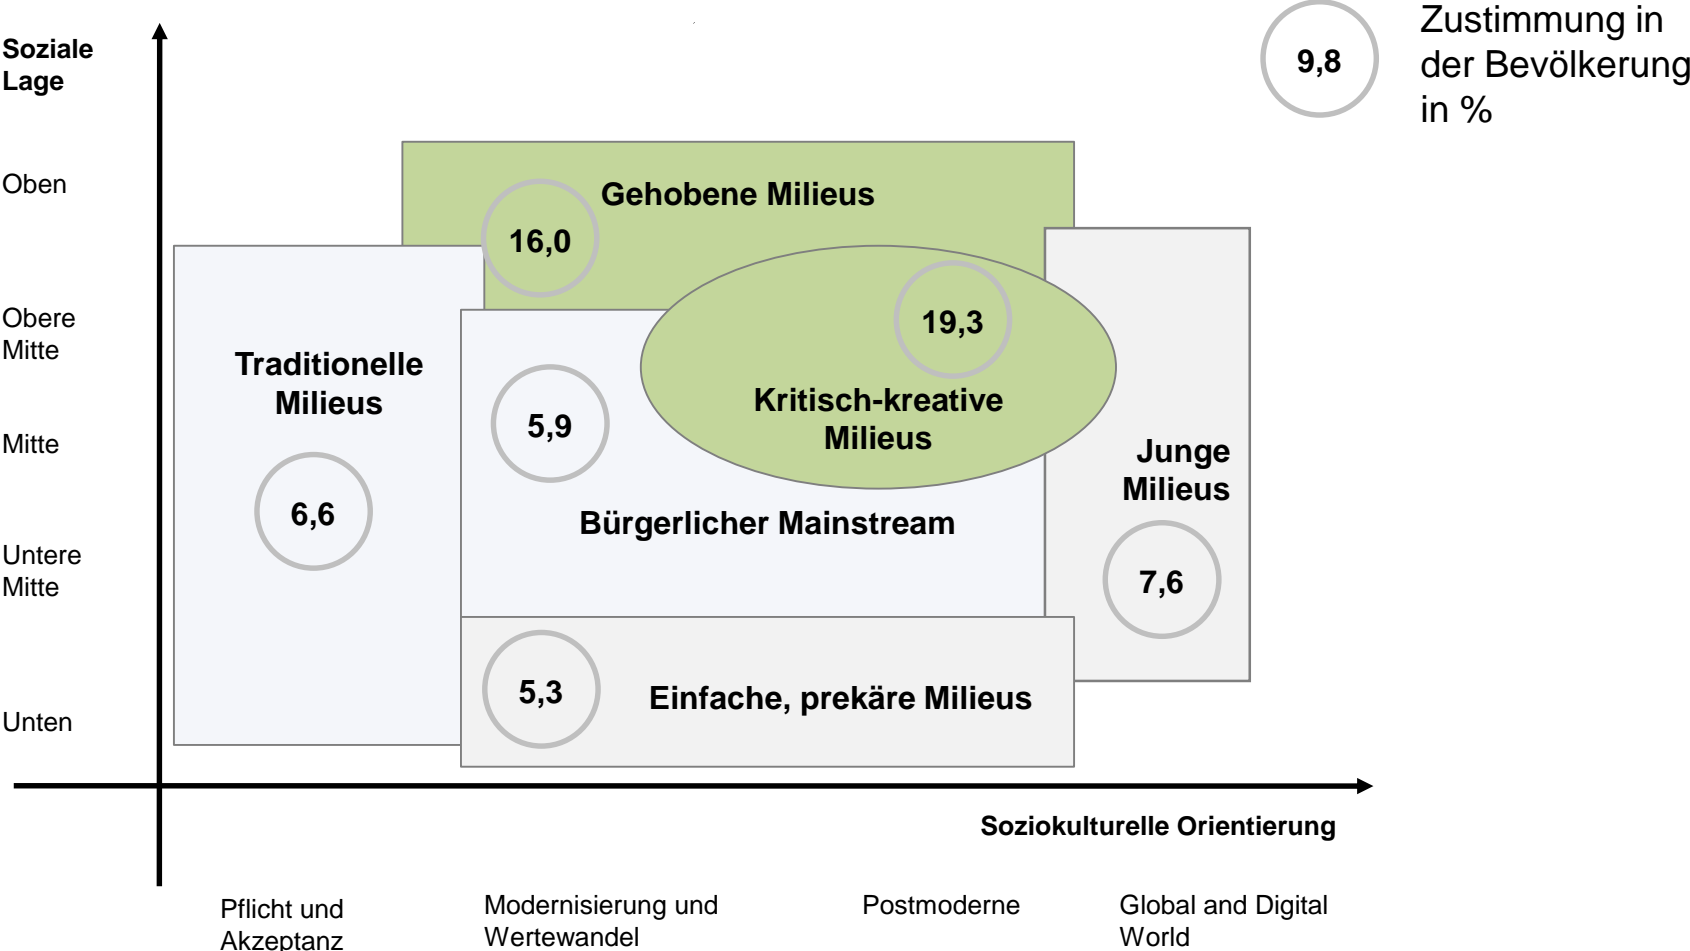 Soziale
Lage
9,8
Zustimmung in
der Bevölkerung
in %
Oben
Gehobene Milieus
16,0
Obere
Mitte
19,3
Traditionelle
Milieus
5,9
Kritisch-kreative
Milieus
Mitte
Junge
Milieus
6,6
Bürgerlicher Mainstream
Untere
Mitte
7,6
5,3
Einfache, prekäre Milieus
Unten
Soziokulturelle Orientierung
Pflicht und
Akzeptanz
Modernisierung und
Wertewandel
Postmoderne
Global and Digital
World